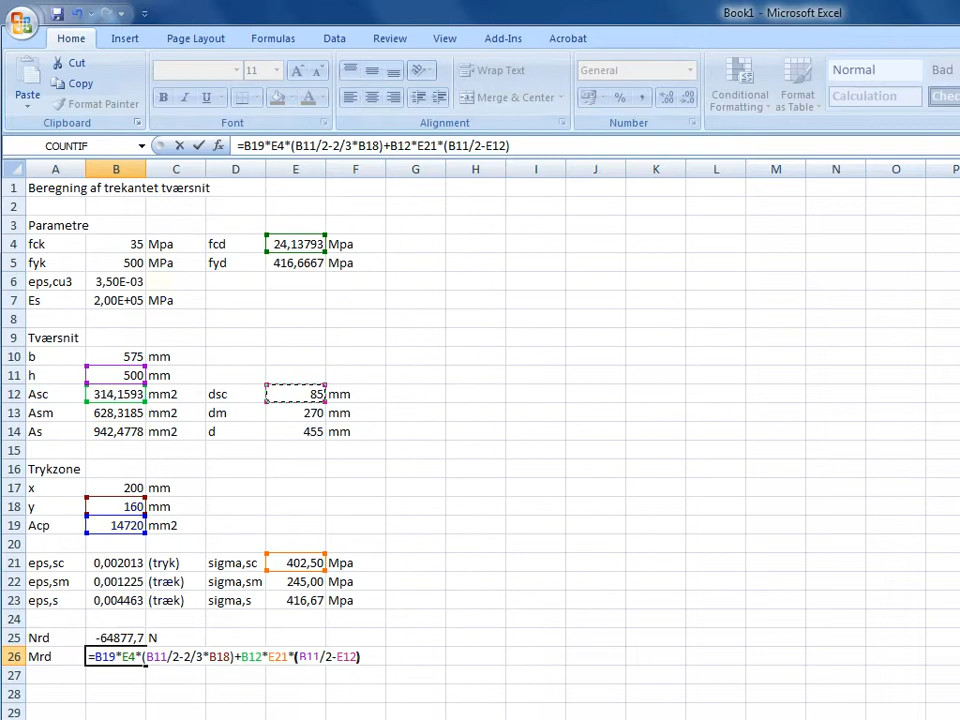 Book1 - Microsoft Excel
Home Insert Page Layout Formulas Data Review View Add-Ins Acrobat
Paste Cut Copy Format Painter Clipboard
11 B I U A A A Font
Wrap Text Merge & Center Alignment
General % Number
Conditional Formatting Format as Table
Normal Bad
Calculation Chec
COUNTIF fx =B19*E4*(B11/2-2/3*B18)+B12*E21*(B11/2-E12)
A B C D E F G H I J K L M N O P
1 Beregning af trekantet tværsnit
2
3 Parametre
4 fck 35 Mpa fcd 24,13793 Mpa
5 fyk 500 MPa fyd 416,6667 Mpa
6 eps,cu3 3,50E-03
7 Es 2,00E+05 MPa
8
9 Tværsnit
10 b 575 mm
11 h 500 mm
12 Asc 314,1593 mm2 dsc 85 mm
13 Asm 628,3185 mm2 dm 270 mm
14 As 942,4778 mm2 d 455 mm
15
16 Trykzone
17 x 200 mm
18 y 160 mm
19 Acp 14720 mm2
20
21 eps,sc 0,002013 (tryk) sigma,sc 402,50 Mpa
22 eps,sm 0,001225 (træk) sigma,sm 245,00 Mpa
23 eps,s 0,004463 (træk) sigma,s 416,67 Mpa
24
25 Nrd -64877,7 N
26 Mrd =B19*E4*(B11/2-2/3*B18)+B12*E21*(B11/2-E12)
27
28
29